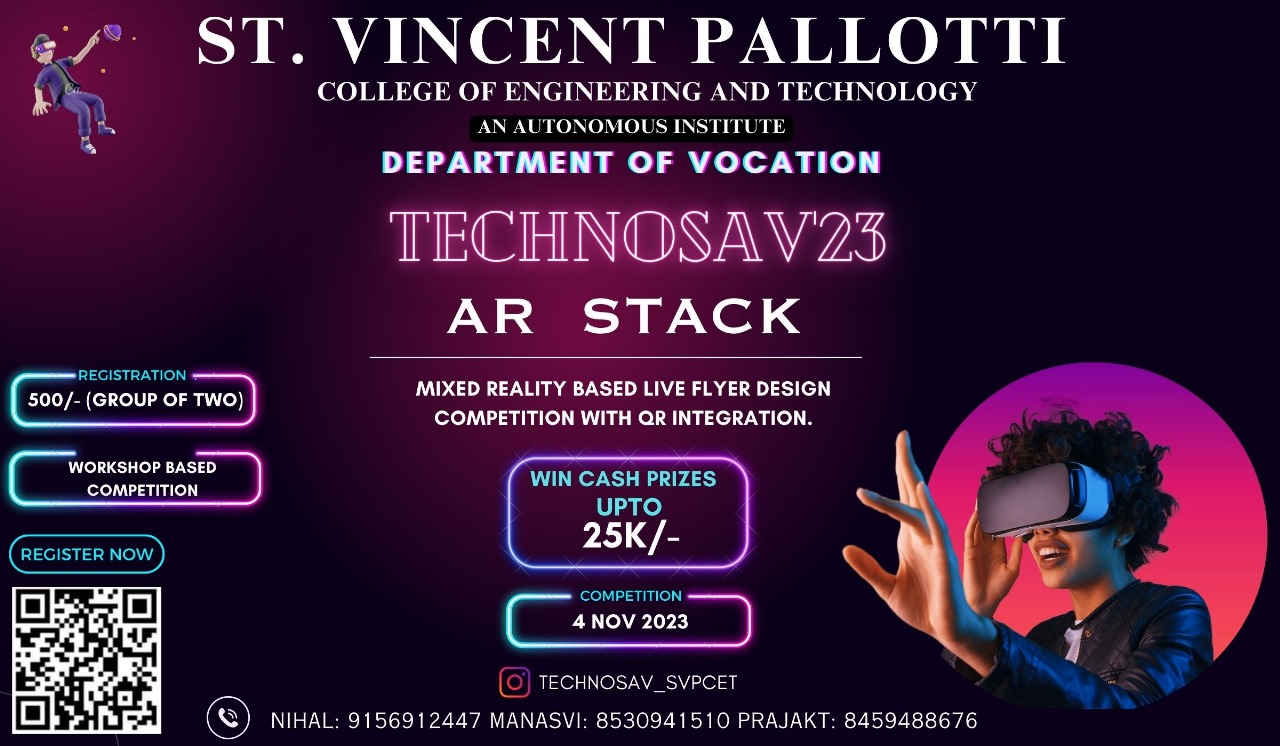 ST. VINCENT PALLOTTI
COLLEGE OF ENGINEERING AND TECHNOLOGY
AN AUTONOMOUS INSTITUTE
DEPARTMENT OF VOCATION
TECHNOSAV'23
AR STACK
MIXED REALITY BASED LIVE FLYER DESIGN
COMPETITION WITH QR INTEGRATION.
REGISTRATION
500/- (GROUP OF TWO)
WORKSHOP BASED
COMPETITION
REGISTER NOW
WIN CASH PRIZES
UPTO
25K/-
COMPETITION
4 NOV 2023
TECHNOSAV_SVPCET
NIHAL: 9156912447 MANASVI: 8530941510 PRAJAKT: 8459488676